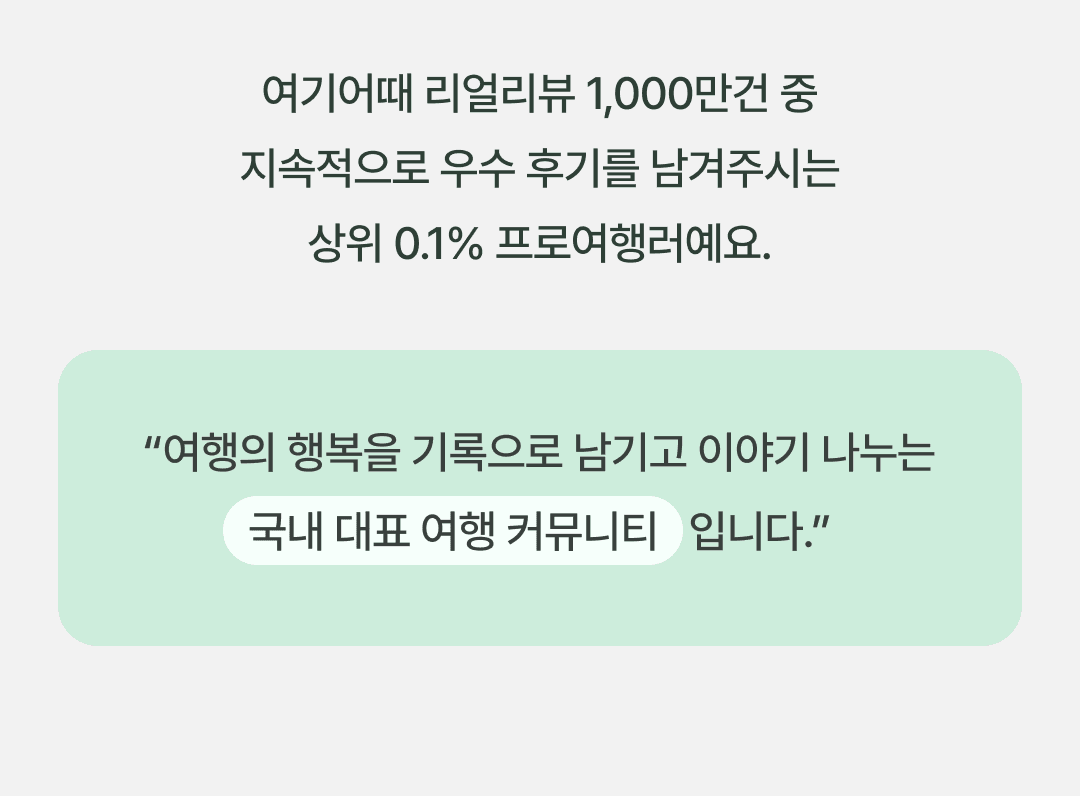 여기어때 리얼리뷰 1,000만건 중
지속적으로 우수 후기를 남겨주시는
상위 0.1% 프로여행러예요.
“여행의 행복을 기록으로 남기고 이야기 나누는
국내 대표 여행 커뮤니티 입니다.”